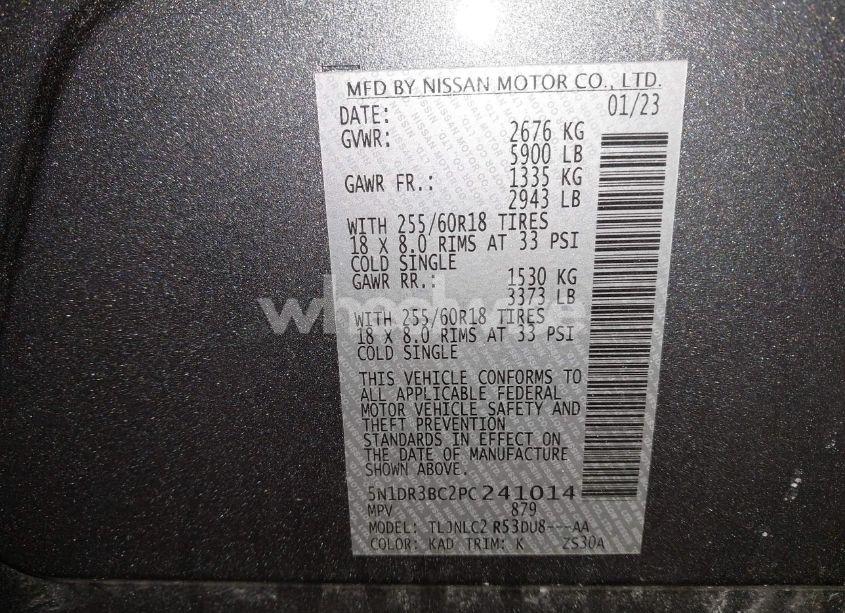 MFD BY NISSAN MOTOR CO., LTD.
DATE: 01/23
GVWR: 2676 KG
5900 LB
GAWR FR.: 1335 KG
2943 LB
WITH 255/60R18 TIRES
18 X 8.0 RIMS AT 33 PSI
COLD SINGLE
GAWR RR.: 1530 KG
3373 LB
WITH 255/60R18 TIRES
18 X 8.0 RIMS AT 33 PSI
COLD SINGLE
THIS VEHICLE CONFORMS TO
ALL APPLICABLE FEDERAL
MOTOR VEHICLE SAFETY AND
THEFT PREVENTION
STANDARDS IN EFFECT ON
THE DATE OF MANUFACTURE
SHOWN ABOVE.
5N1DR3BC2PC241014
MPV 879
MODEL: TLJNLC2 R53DU8---AA
COLOR: KAD TRIM: K ZS30A